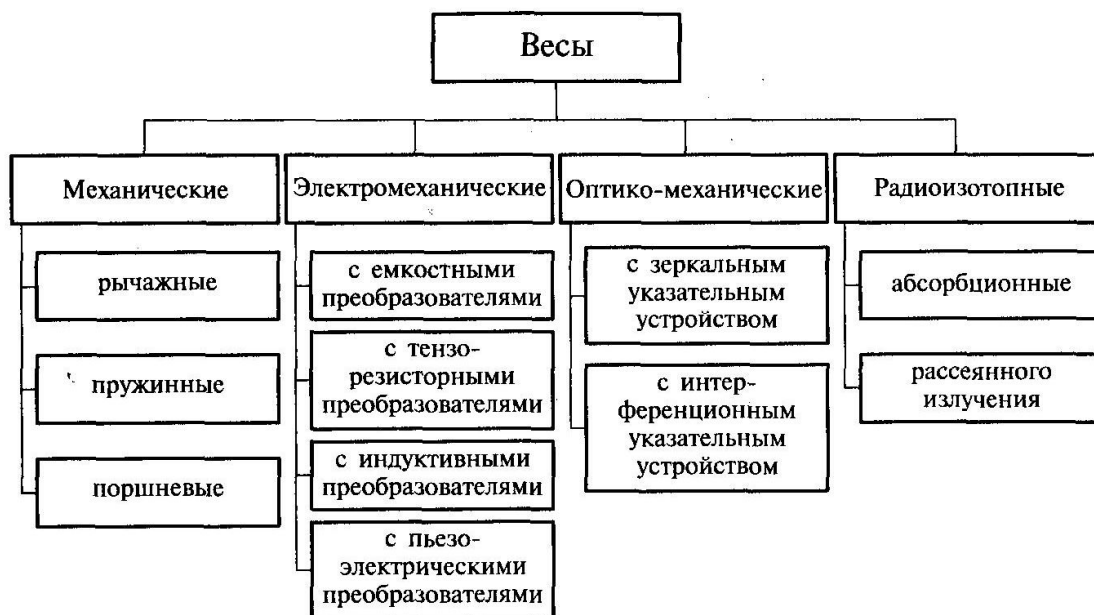 Весы
Механические
рычажные
пружинные
поршневые
Электромеханические
с емкостными
преобразователями
с тензо-
резисторными
преобразователями
с индуктивными
преобразователями
с пьезо-
электрическими
преобразователями
Оптико-механические
с зеркальным
указательным
устройством
с интер-
ференционным
указательным
устройством
Радиоизотопные
абсорбционные
рассеянного
излучения